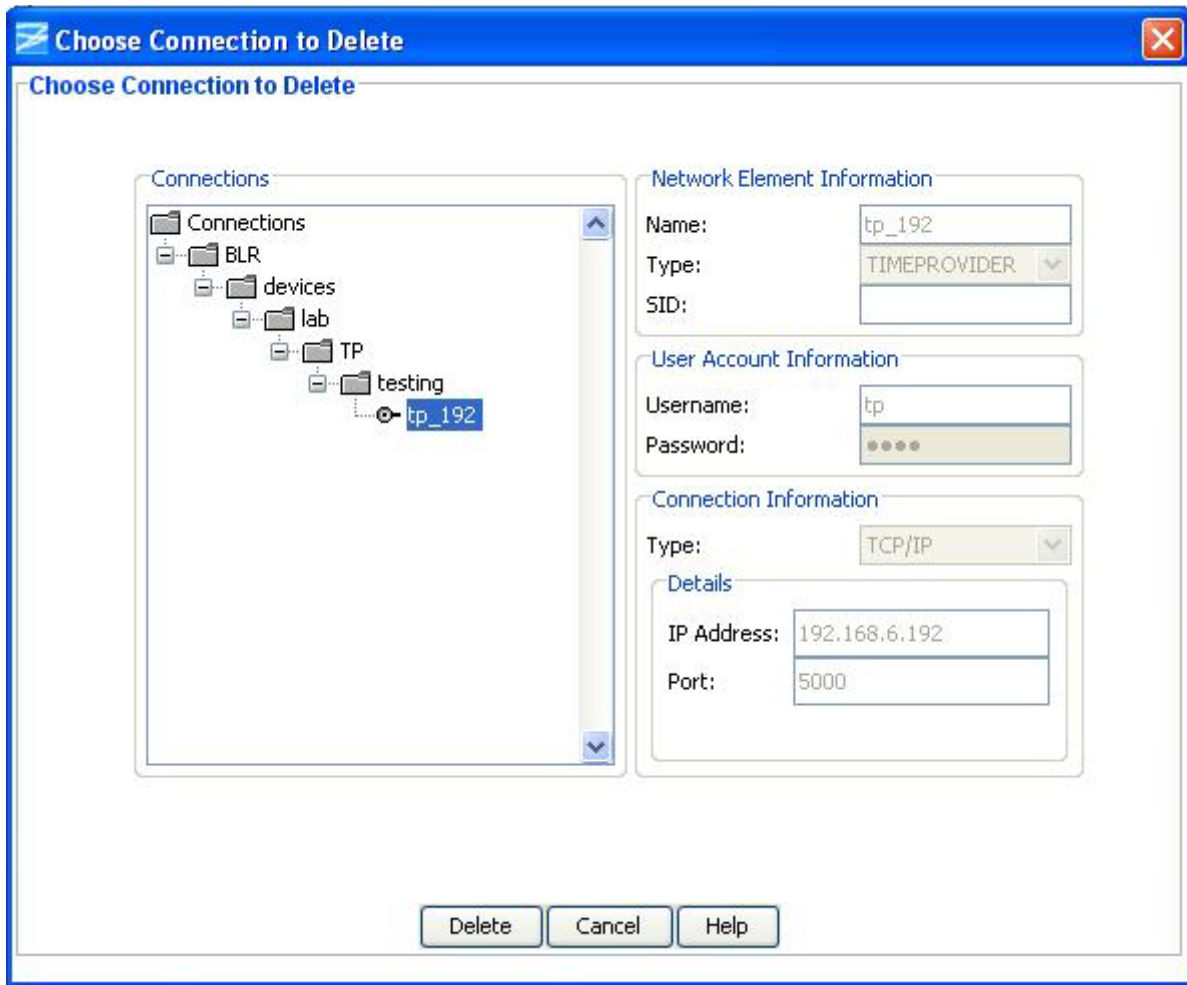 Choose Connection to Delete
Choose Connection to Delete
Connections
Connections
BLR
devices
lab
TP
testing
tp_192
Network Element Information
Name: tp_192
Type: TIMEPROVIDER
SID:
User Account Information
Username: tp
Password: ●●●●
Connection Information
Type: TCP/IP
Details
IP Address: 192.168.6.192
Port: 5000
Delete Cancel Help